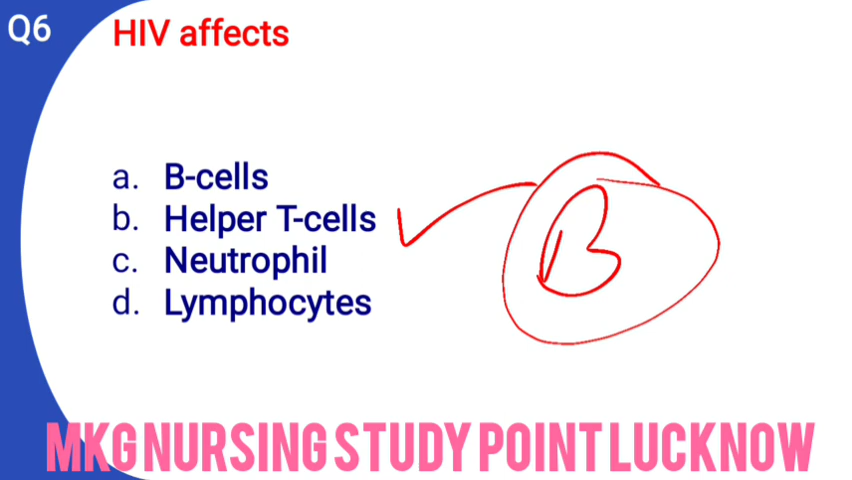 Q6
HIV affects
a. B-cells
b. Helper T-cells
c. Neutrophil
d. Lymphocytes
B
MKG NURSING STUDY POINT LUCKNOW